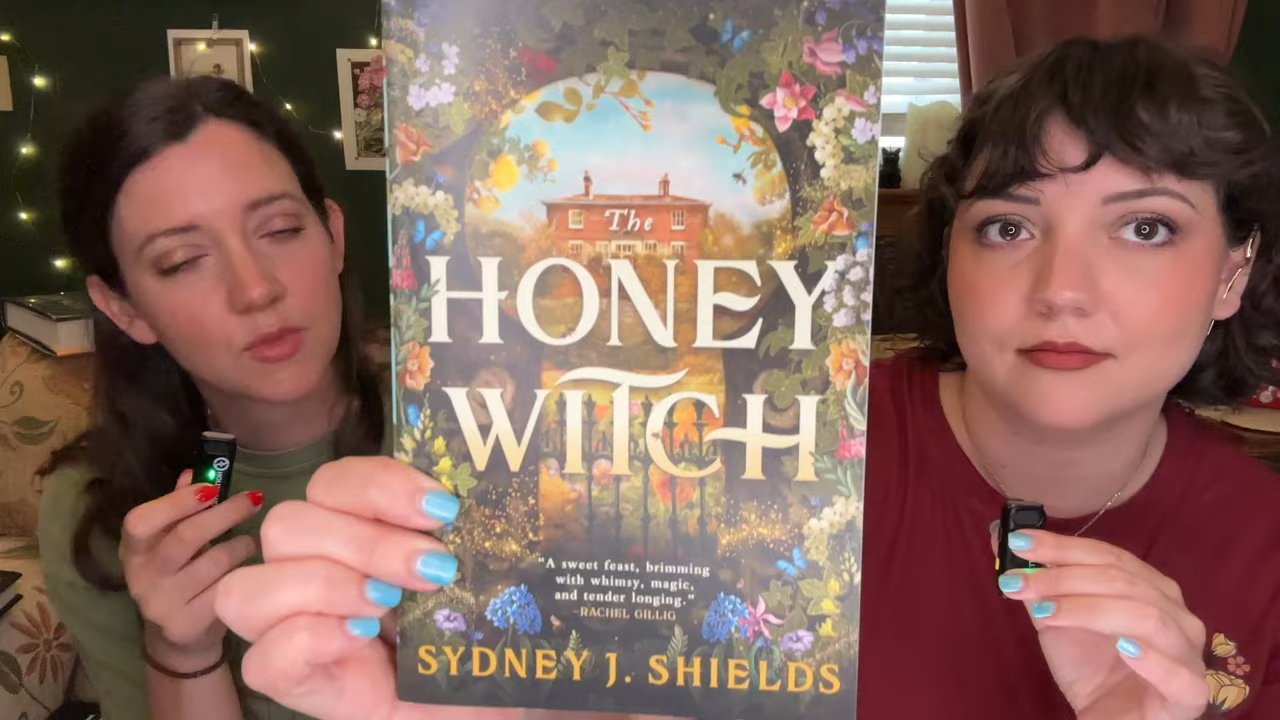 The
HONEY
WITCH
"A sweet feast, brimming
with whimsy, magic,
and tender longing."
-RACHEL GILLIG
SYDNEY J. SHIELDS